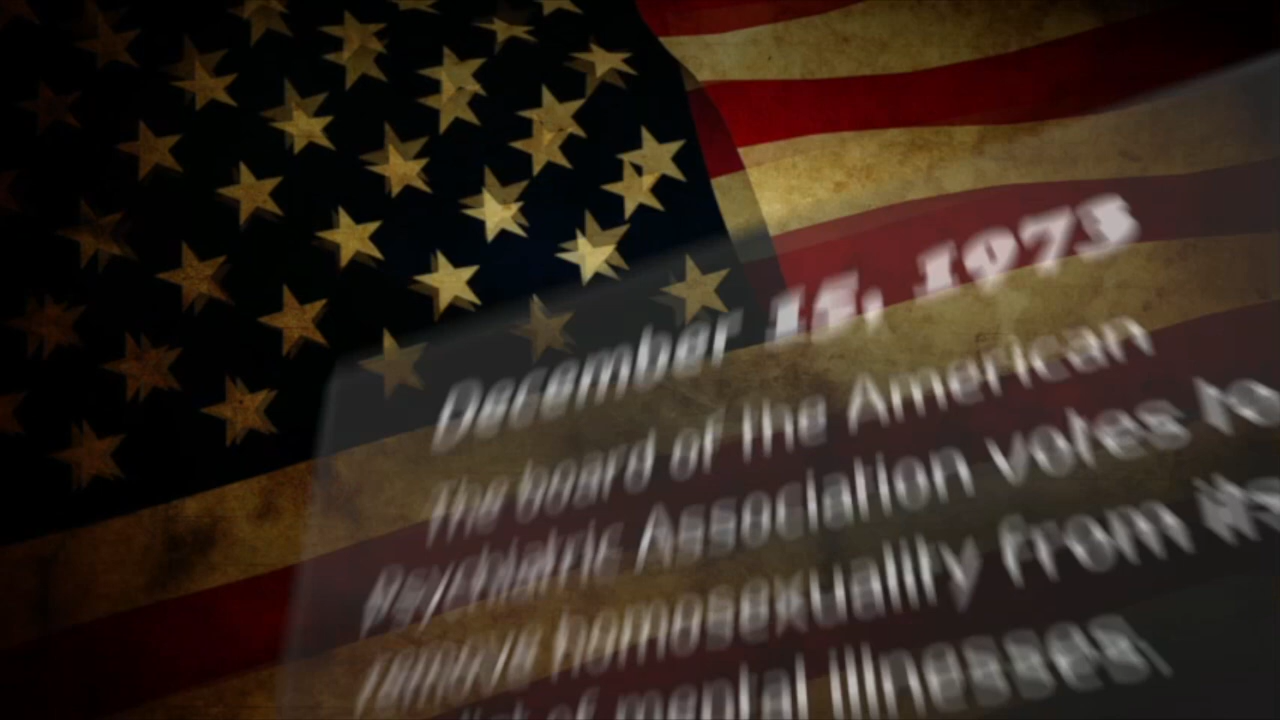 December 15, 1973
The board of the American
Psychiatric Association votes to
remove homosexuality from its
list of mental illnesses.